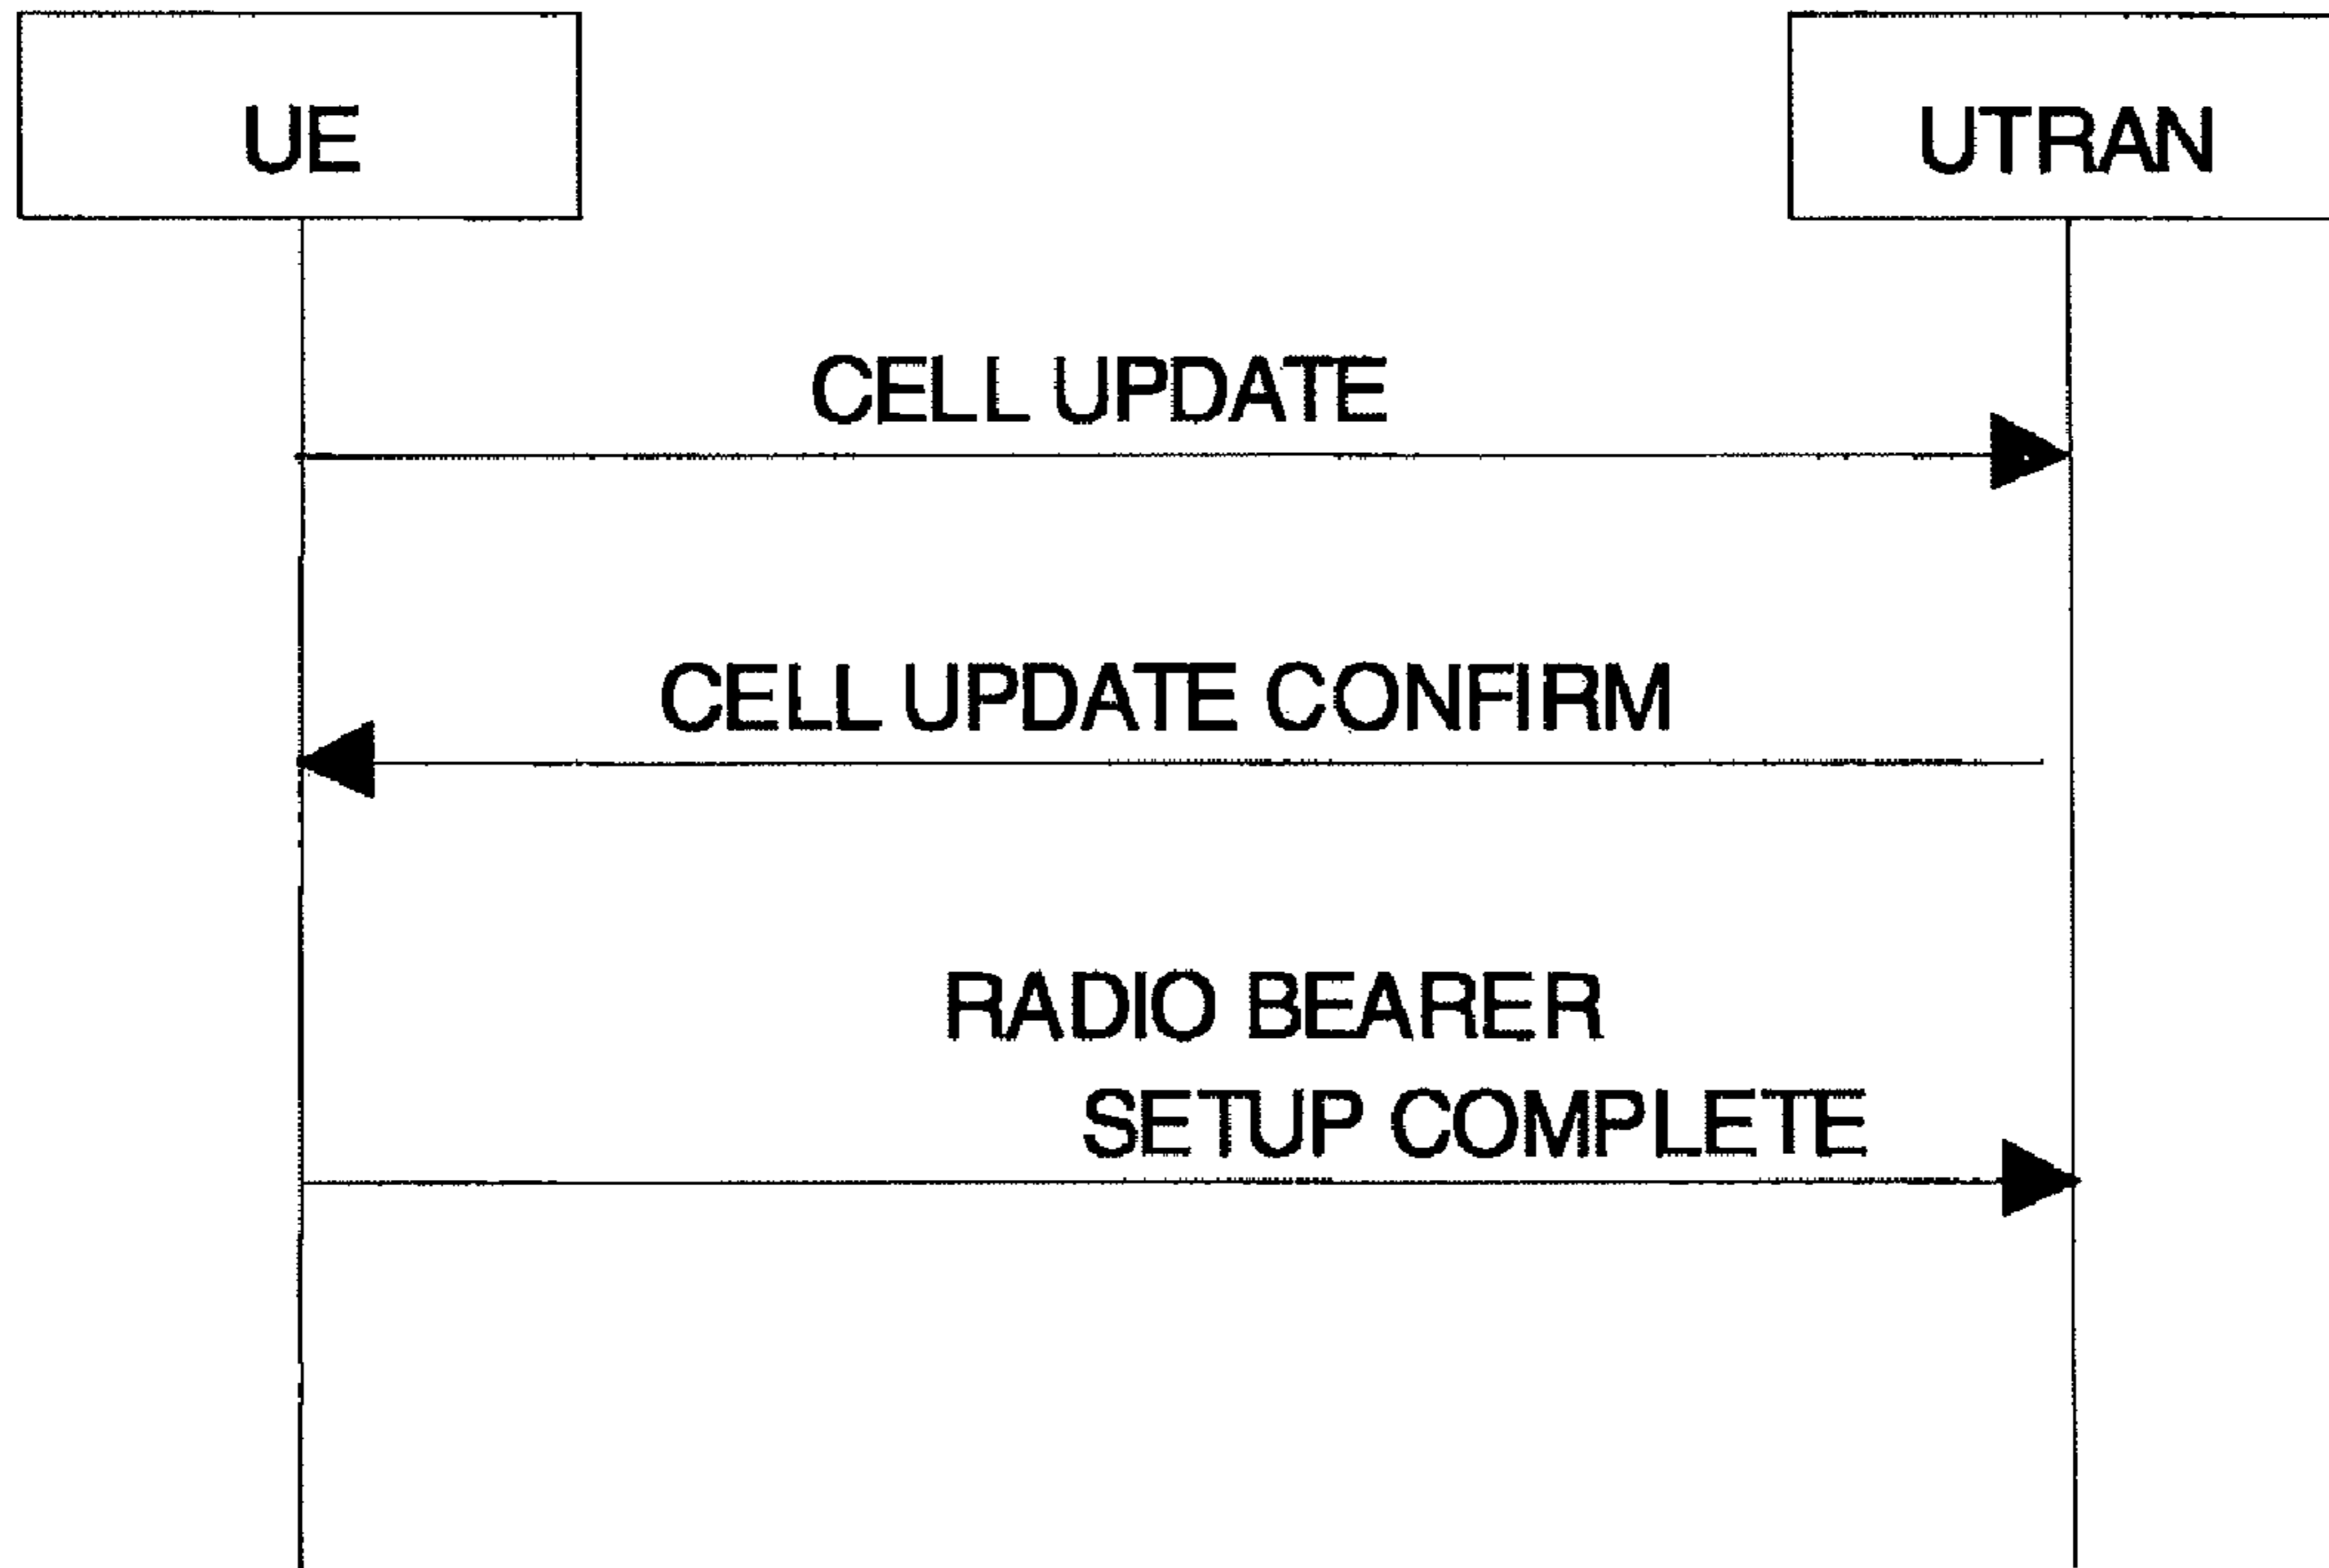 UE
UTRAN
CELL UPDATE
CELL UPDATE CONFIRM
RADIO BEARER
SETUP COMPLETE